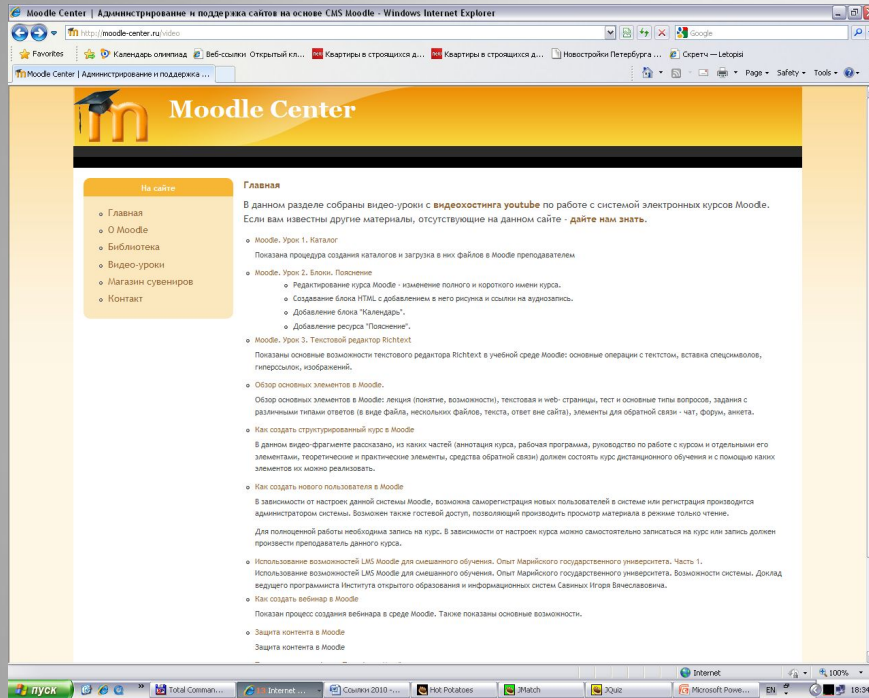 Moodle Center | Администрирование и поддержка сайтов на основе CMS Moodle - Windows Internet Explorer
http://moodle-center.ru/video
Google
Favorites Календарь олимпиад Веб-ссылки Открытый кл... Квартиры в строящихся д... Квартиры в строящихся д... Новостройки Петербурга ... Скретч — Letopisi
Moodle Center | Администрирование и поддержка ...
Page Safety Tools
Moodle Center
На сайте
Главная
О Moodle
Библиотека
Видео-уроки
Магазин сувениров
Контакт
Главная
В данном разделе собраны видео-уроки с видеохостинга youtube по работе с системой электронных курсов Moodle.
Если вам известны другие материалы, отсутствующие на данном сайте - дайте нам знать.
Moodle. Урок 1. Каталог
Показана процедура создания каталогов и загрузка в них файлов в Moodle преподавателем
Moodle. Урок 2. Блоки. Пояснение
Редактирование курса Moodle - изменение полного и короткого имени курса.
Создавание блока HTML с добавлением в него рисунка и ссылки на аудиозапись.
Добавление блока "Календарь".
Добавление ресурса "Пояснение".
Moodle. Урок 3. Текстовой редактор Richtext
Показаны основные возможности текстового редактора Richtext в учебной среде Moodle: основные операции с тектстом, вставка спецсимволов,
гиперссылок, изображений.
Обзор основных элементов в Moodle.
Обзор основных элементов в Moodle: лекция (понятие, возможности), текстовая и web- страницы, тест и основные типы вопросов, задания с
различными типами ответов (в виде файла, нескольких файлов, текста, ответ вне сайта), элементы для обратной связи - чат, форум, анкета.
Как создать структурированный курс в Moodle
В данном видео-фрагменте рассказано, из каких частей (аннотация курса, рабочая программа, руководство по работе с курсом и отдельными его
элементами, теоретические и практические элементы, средства обратной связи) должен состоять курс дистанционного обучения и с помощью каких
элементов их можно реализовать.
Как создать нового пользователя в Moodle
В зависимости от настроек данной системы Moodle, возможна саморегистрация новых пользователей в системе или регистрация производится
администратором системы. Возможен также гостевой доступ, позволяющий производить просмотр материала в режиме только чтение.
Для полноценной работы необходима запись на курс. В зависимости от настроек курса можно самостоятельно записаться на курс или запись должен
произвести преподаватель данного курса.
Использование возможностей LMS Moodle для смешанного обучения. Опыт Марийского государственного университета. Часть 1.
Использование возможностей LMS Moodle для смешанного обучения. Опыт Марийского государственного университета. Возможности системы. Доклад
ведущего программиста Института открытого образования и информационных систем Савиных Игоря Вячеславовича.
Как создать вебинар в Moodle
Показан процесс создания вебинара в среде Moodle. Также показаны основные возможности.
Защита контента в Moodle
Защита контента в Moodle
Internet 100%
пуск Total Comman... Internet ... Ссылки 2010 -... Hot Potatoes JMatch JQuiz Microsoft Powe... EN 18:34